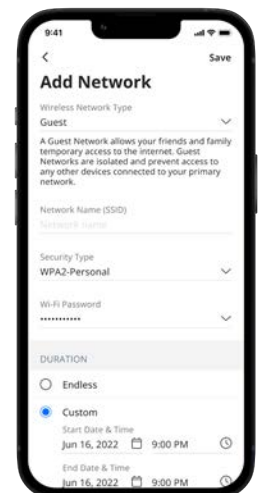 9:41
Save
Add Network
Wireless Network Type
Guest
A Guest Network allows your friends and family
temporary access to the internet. Guest
Networks are isolated and prevent access to
any other devices connected to your primary
network.
Network Name (SSID)
Network name
Security Type
WPA2-Personal
Wi-Fi Password
•••••••••••
DURATION
Endless
Custom
Start Date & Time
Jun 16, 2022 9:00 PM
End Date & Time
Jun 16, 2022 9:00 PM